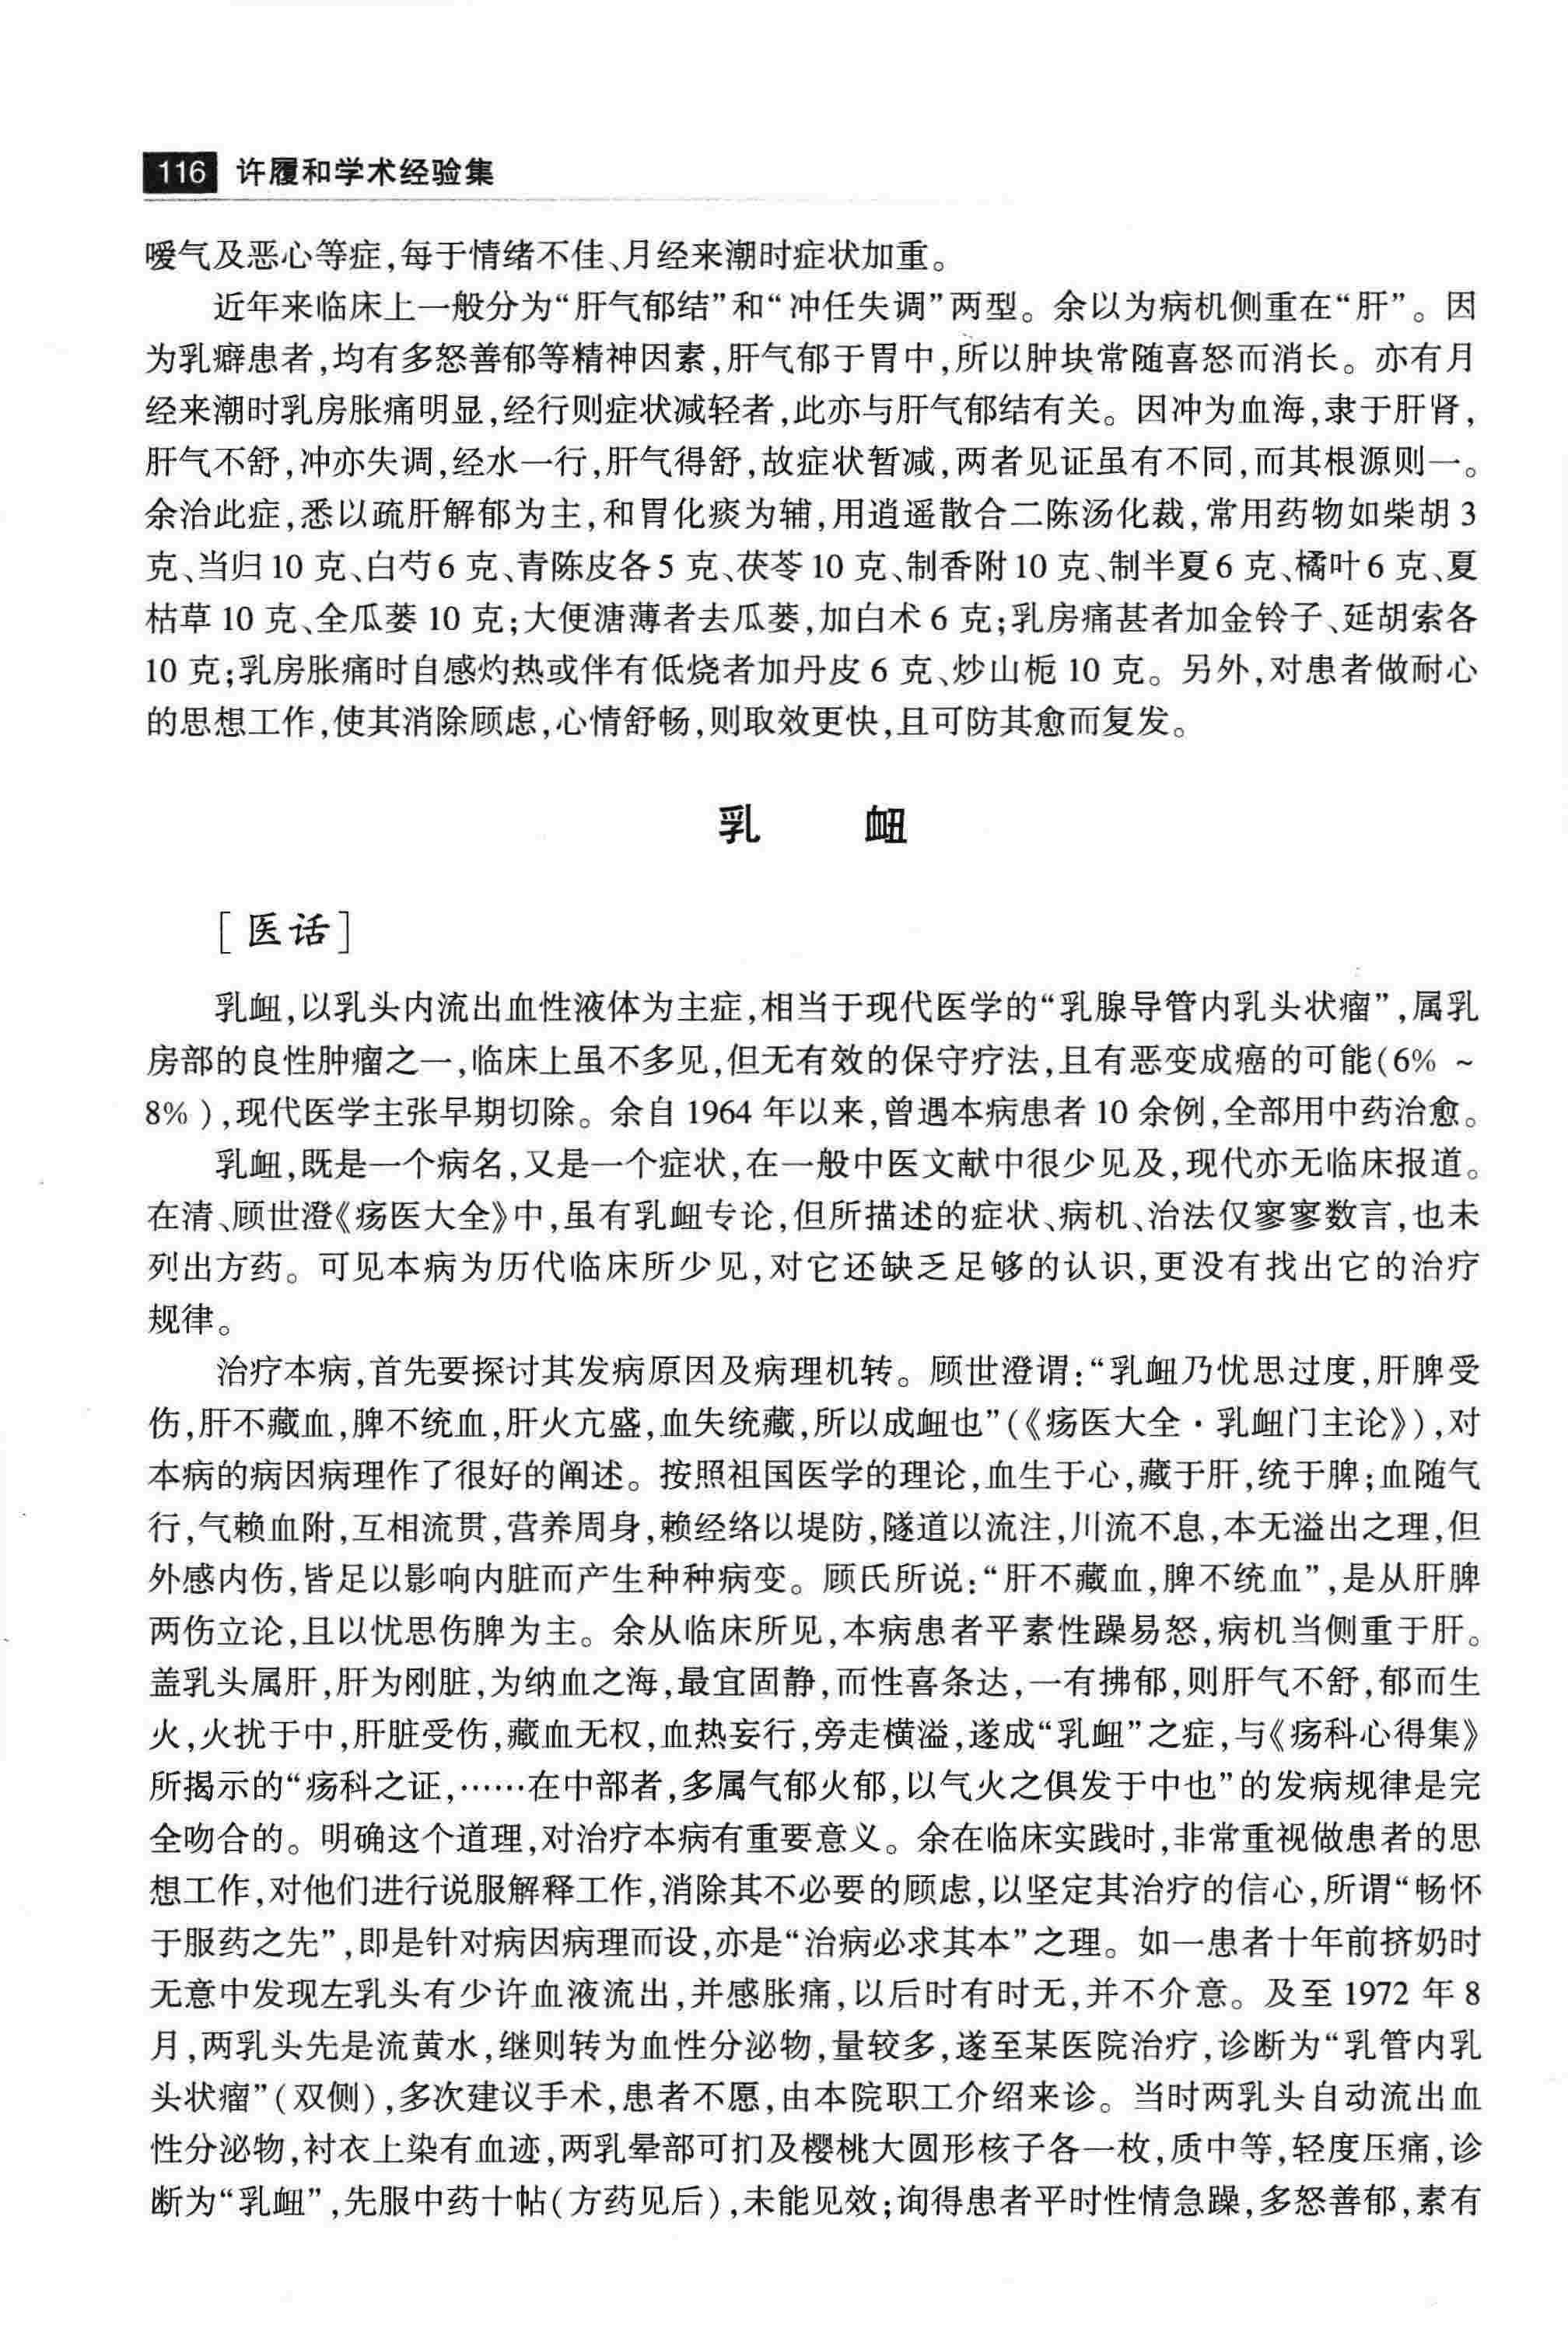 116 许履和学术经验集
嗳气及恶心等症,每于情绪不佳、月经来潮时症状加重。
近年来临床上一般分为“肝气郁结”和“冲任失调”两型。余以为病机侧重在“肝”。因
为乳癖患者,均有多怒善郁等精神因素,肝气郁于胃中,所以肿块常随喜怒而消长。亦有月
经来潮时乳房胀痛明显,经行则症状减轻者,此亦与肝气郁结有关。因冲为血海,隶于肝肾,
肝气不舒,冲亦失调,经水一行,肝气得舒,故症状暂减,两者见证虽有不同,而其根源则一。
余治此症,悉以疏肝解郁为主,和胃化痰为辅,用逍遥散合二陈汤化裁,常用药物如柴胡 3
克、当归 10 克、白芍 6 克、青陈皮各 5 克、茯苓 10 克、制香附 10 克、制半夏 6 克、橘叶 6 克、夏
枯草 10 克、全瓜蒌 10 克;大便溏薄者去瓜蒌,加白术 6 克;乳房痛甚者加金铃子、延胡索各
10 克;乳房胀痛时自感灼热或伴有低烧者加丹皮 6 克、炒山栀 10 克。另外,对患者做耐心
的思想工作,使其消除顾虑,心情舒畅,则取效更快,且可防其愈而复发。
乳 衄
[医话]
乳衄,以乳头内流出血性液体为主症,相当于现代医学的“乳腺导管内乳头状瘤”,属乳
房部的良性肿瘤之一,临床上虽不多见,但无有效的保守疗法,且有恶变成癌的可能(6% ~
8%),现代医学主张早期切除。余自 1964 年以来,曾遇本病患者 10 余例,全部用中药治愈。
乳衄,既是一个病名,又是一个症状,在一般中医文献中很少见及,现代亦无临床报道。
在清、顾世澄《疡医大全》中,虽有乳衄专论,但所描述的症状、病机、治法仅寥寥数言,也未
列出方药。可见本病为历代临床所少见,对它还缺乏足够的认识,更没有找出它的治疗
规律。
治疗本病,首先要探讨其发病原因及病理机转。顾世澄谓:“乳衄乃忧思过度,肝脾受
伤,肝不藏血,脾不统血,肝火亢盛,血失统藏,所以成衄也”(《疡医大全·乳衄门主论》),对
本病的病因病理作了很好的阐述。按照祖国医学的理论,血生于心,藏于肝,统于脾;血随气
行,气赖血附,互相流贯,营养周身,赖经络以堤防,隧道以流注,川流不息,本无溢出之理,但
外感内伤,皆足以影响内脏而产生种种病变。顾氏所说:“肝不藏血,脾不统血”,是从肝脾
两伤立论,且以忧思伤脾为主。余从临床所见,本病患者平素性躁易怒,病机当侧重于肝。
盖乳头属肝,肝为刚脏,为纳血之海,最宜固静,而性喜条达,一有拂郁,则肝气不舒,郁而生
火,火扰于中,肝脏受伤,藏血无权,血热妄行,旁走横溢,遂成“乳衄”之症,与《疡科心得集》
所揭示的“疡科之证,……在中部者,多属气郁火郁,以气火之俱发于中也”的发病规律是完
全吻合的。明确这个道理,对治疗本病有重要意义。余在临床实践时,非常重视做患者的思
想工作,对他们进行说服解释工作,消除其不必要的顾虑,以坚定其治疗的信心,所谓“畅怀
于服药之先”,即是针对病因病理而设,亦是“治病必求其本”之理。如一患者十年前挤奶时
无意中发现左乳头有少许血液流出,并感胀痛,以后时有时无,并不介意。及至 1972 年 8
月,两乳头先是流黄水,继则转为血性分泌物,量较多,遂至某医院治疗,诊断为“乳管内乳
头状瘤”(双侧),多次建议手术,患者不愿,由本院职工介绍来诊。当时两乳头自动流出血
性分泌物,衬衣上染有血迹,两乳晕部可扪及樱桃大圆形核子各一枚,质中等,轻度压痛,诊
断为“乳衄”,先服中药十帖(方药见后),未能见效;询得患者平时性情急躁,多怒善郁,素有